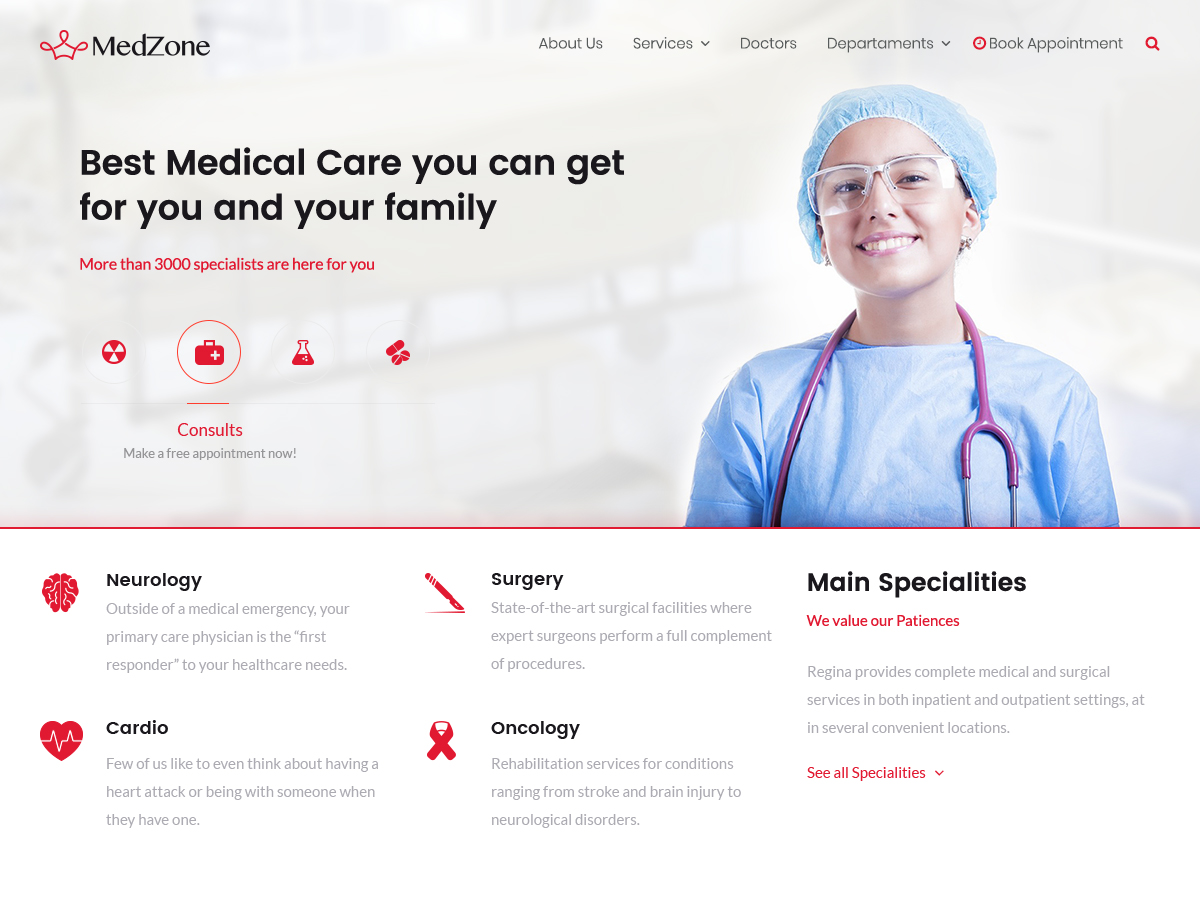 MedZone
About Us
Services
Doctors
Departaments
Book Appointment
Best Medical Care you can get
for you and your family
More than 3000 specialists are here for you
Consults
Make a free appointment now!
Neurology
Outside of a medical emergency, your
primary care physician is the “first
responder” to your healthcare needs.
Surgery
State-of-the-art surgical facilities where
expert surgeons perform a full complement
of procedures.
Cardio
Few of us like to even think about having a
heart attack or being with someone when
they have one.
Oncology
Rehabilitation services for conditions
ranging from stroke and brain injury to
neurological disorders.
Main Specialities
We value our Patiences
Regina provides complete medical and surgical
services in both inpatient and outpatient settings, at
in several convenient locations.
See all Specialities